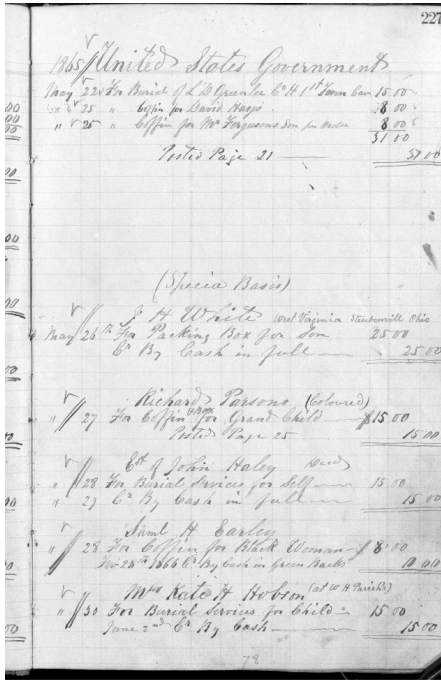 227
1865 United States Government
May 22 For Burial of L D Greenlee Co H 1st Tenn Cav 15.00
" 25 " Coffin for David Hays 8 00
" 25 " Coffin for Mr Fergusons Son per order 8 00
31 00
Posted Page 21 31 00
(Specia Basis)
J H White West Virginia Steubenvill Ohio
May 26th For Packing Box for Son 25 00
Cr By Cash in full 25 00
Richard Parsons (Coloured)
" 27 For Coffin & Box for Grand Child $15 00
Posted Page 25 15 00
Est of John Haley Decd
" 28 For Burial Services for Self 15 00
" 29 Cr By Cash in full 15 00
Saml H Earley
" 28 For Coffin for Black Woman $8 00
28th 1866 Cr By Cash in Green Backs 10 00
Mrs Kate H Hobson (at W H Parish's)
" 30 For Burial Services for Child 15 00
June 2nd Cr By Cash 15 00
78